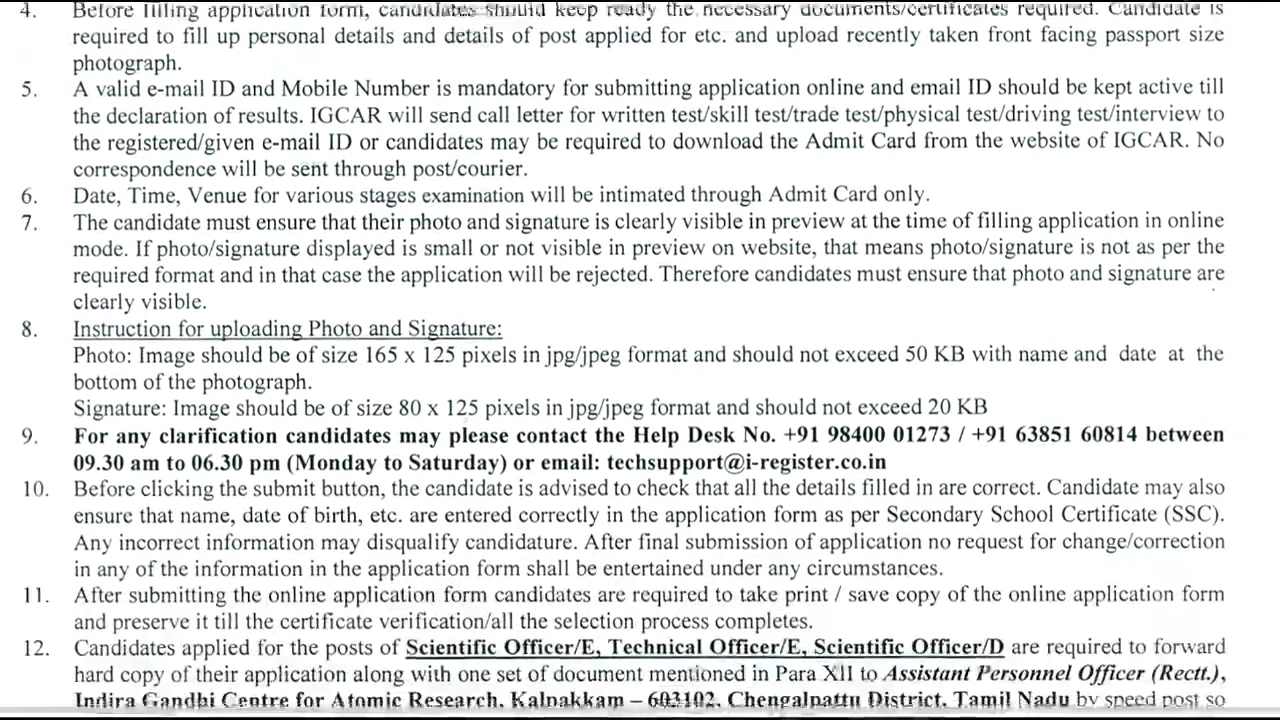 4. Before filling application form, candidates should keep ready the necessary documents/certificates required. Candidate is
required to fill up personal details and details of post applied for etc. and upload recently taken front facing passport size
photograph.
5. A valid e-mail ID and Mobile Number is mandatory for submitting application online and email ID should be kept active till
the declaration of results. IGCAR will send call letter for written test/skill test/trade test/physical test/driving test/interview to
the registered/given e-mail ID or candidates may be required to download the Admit Card from the website of IGCAR. No
correspondence will be sent through post/courier.
6. Date, Time, Venue for various stages examination will be intimated through Admit Card only.
7. The candidate must ensure that their photo and signature is clearly visible in preview at the time of filling application in online
mode. If photo/signature displayed is small or not visible in preview on website, that means photo/signature is not as per the
required format and in that case the application will be rejected. Therefore candidates must ensure that photo and signature are
clearly visible.
8. Instruction for uploading Photo and Signature:
Photo: Image should be of size 165 x 125 pixels in jpg/jpeg format and should not exceed 50 KB with name and date at the
bottom of the photograph.
Signature: Image should be of size 80 x 125 pixels in jpg/jpeg format and should not exceed 20 KB
9. For any clarification candidates may please contact the Help Desk No. +91 98400 01273 / +91 63851 60814 between
09.30 am to 06.30 pm (Monday to Saturday) or email: techsupport@i-register.co.in
10. Before clicking the submit button, the candidate is advised to check that all the details filled in are correct. Candidate may also
ensure that name, date of birth, etc. are entered correctly in the application form as per Secondary School Certificate (SSC).
Any incorrect information may disqualify candidature. After final submission of application no request for change/correction
in any of the information in the application form shall be entertained under any circumstances.
11. After submitting the online application form candidates are required to take print / save copy of the online application form
and preserve it till the certificate verification/all the selection process completes.
12. Candidates applied for the posts of Scientific Officer/E, Technical Officer/E, Scientific Officer/D are required to forward
hard copy of their application along with one set of document mentioned in Para XII to Assistant Personnel Officer (Rectt.),
Indira Gandhi Centre for Atomic Research, Kalpakkam – 603102, Chengalpattu District, Tamil Nadu by speed post so